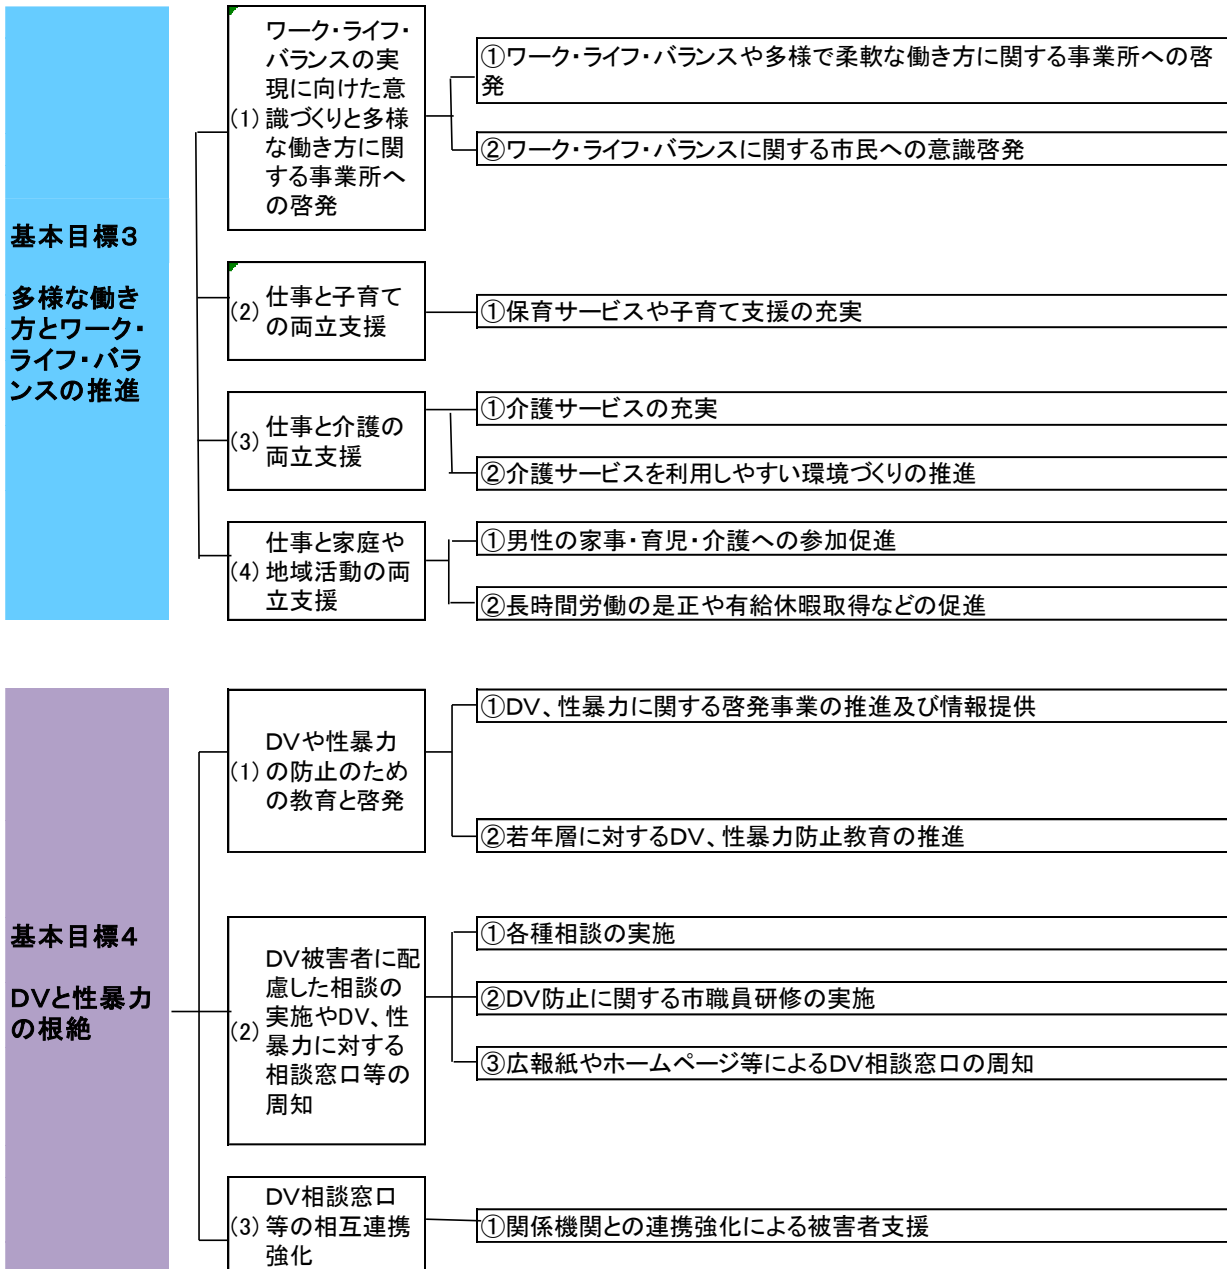 基本目標3
多様な働き
方とワーク・
ライフ・バラ
ンスの推進
(1)
ワーク・ライフ・
バランスの実
現に向けた意
識づくりと多様
な働き方に関
する事業所へ
の啓発
①ワーク・ライフ・バランスや多様で柔軟な働き方に関する事業所への啓
発
②ワーク・ライフ・バランスに関する市民への意識啓発
(2)
仕事と子育て
の両立支援
①保育サービスや子育て支援の充実
(3)
仕事と介護の
両立支援
①介護サービスの充実
②介護サービスを利用しやすい環境づくりの推進
(4)
仕事と家庭や
地域活動の両
立支援
①男性の家事・育児・介護への参加促進
②長時間労働の是正や有給休暇取得などの促進
基本目標4
DVと性暴力
の根絶
(1)
DVや性暴力
の防止のため
の教育と啓発
①DV、性暴力に関する啓発事業の推進及び情報提供
②若年層に対するDV、性暴力防止教育の推進
(2)
DV被害者に配
慮した相談の
実施やDV、性
暴力に対する
相談窓口等の
周知
①各種相談の実施
②DV防止に関する市職員研修の実施
③広報紙やホームページ等によるDV相談窓口の周知
(3)
DV相談窓口
等の相互連携
強化
①関係機関との連携強化による被害者支援